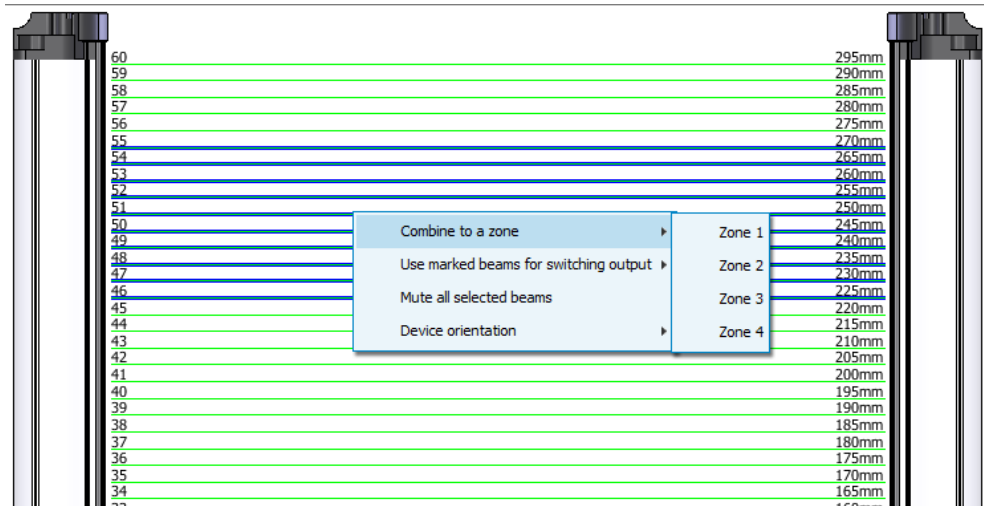 60 295mm
59 290mm
58 285mm
57 280mm
56 275mm
55 270mm
54 265mm
53 260mm
52 255mm
51 250mm
50 245mm
Combine to a zone Zone 1
49 240mm
48 235mm
Use marked beams for switching output Zone 2
47 230mm
46 225mm
Mute all selected beams Zone 3
45 220mm
44 215mm
Device orientation Zone 4
43 210mm
42 205mm
41 200mm
40 195mm
39 190mm
38 185mm
37 180mm
36 175mm
35 170mm
34 165mm